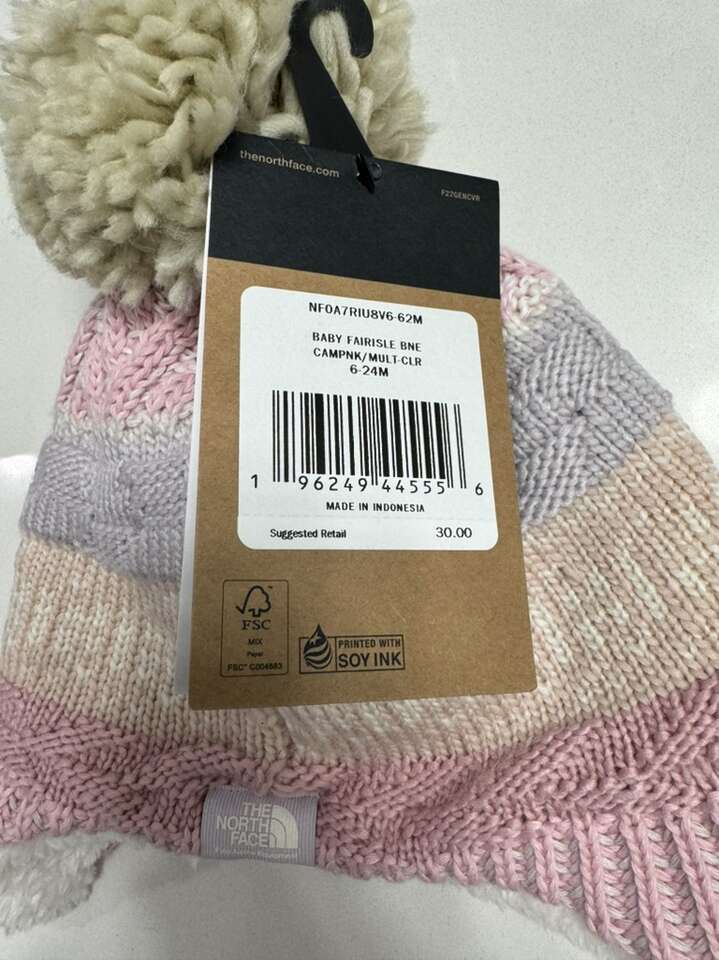 thenorthface.com
F22GENCVR
NF0A7RIU8V6-62M
BABY FAIRISLE BNE
CAMPNK/MULT-CLR
6-24M
1 96249 44555 6
MADE IN INDONESIA
Suggested Retail 30.00
FSC
MIX
Paper
FSC® C004683
PRINTED WITH
SOY INK
THE
NORTH
FACE